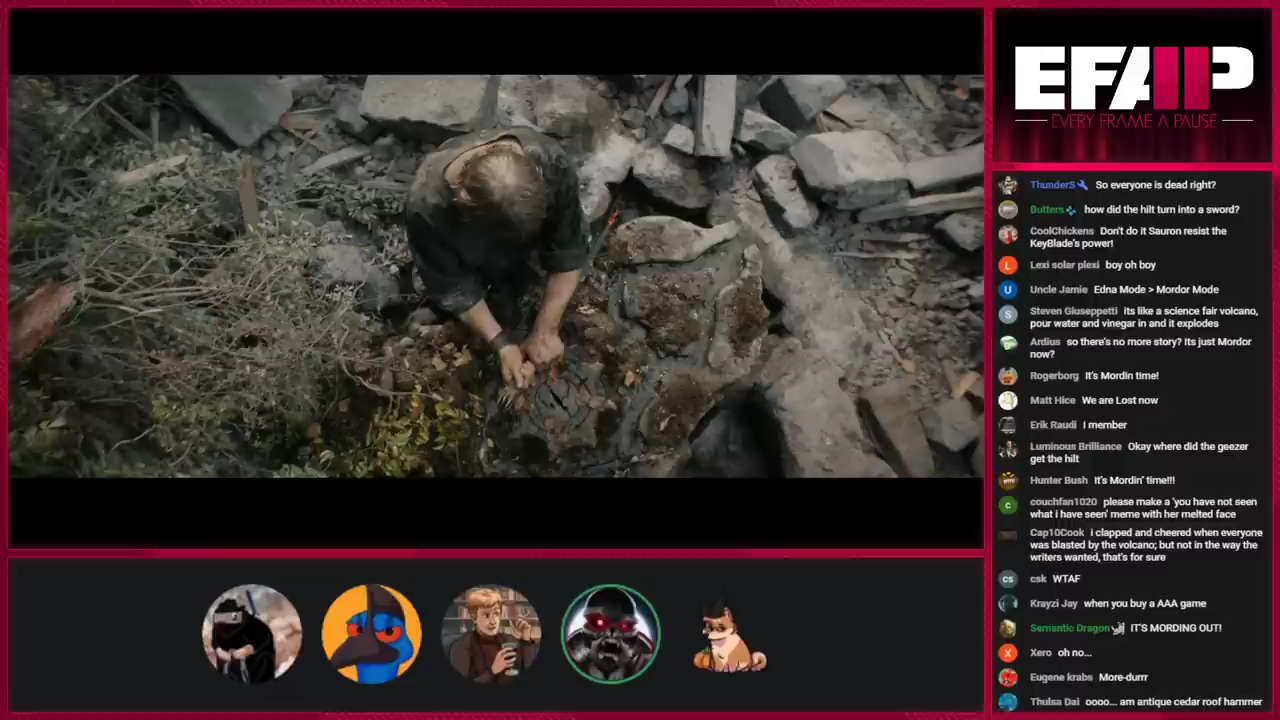 EFAP
EVERY FRAME A PAUSE
ThunderS So everyone is dead right?
Butters how did the hilt turn into a sword?
CoolChickens Don't do it Sauron resist the
KeyBlade's power!
Lexi solar plexi boy oh boy
Uncle Jamie Edna Mode > Mordor Mode
Steven Giuseppetti its like a science fair volcano,
pour water and vinegar in and it explodes
Ardius so there's no more story? Its just Mordor
now?
Rogerborg It's Mordin time!
Matt Hice We are Lost now
Erik Raudi I member
Luminous Brilliance Okay where did the geezer
get the hilt
Hunter Bush It's Mordin' time!!!
couchfan1020 please make a 'you have not seen
what i have seen' meme with her melted face
Cap10Cook i clapped and cheered when everyone
was blasted by the volcano; but not in the way the
writers wanted, that's for sure
csk WTAF
Krayzi Jay when you buy a AAA game
Semantic Dragon IT'S MORDING OUT!
Xero oh no...
Eugene krabs More-durrr
Thulsa Dai oooo... am antique cedar roof hammer